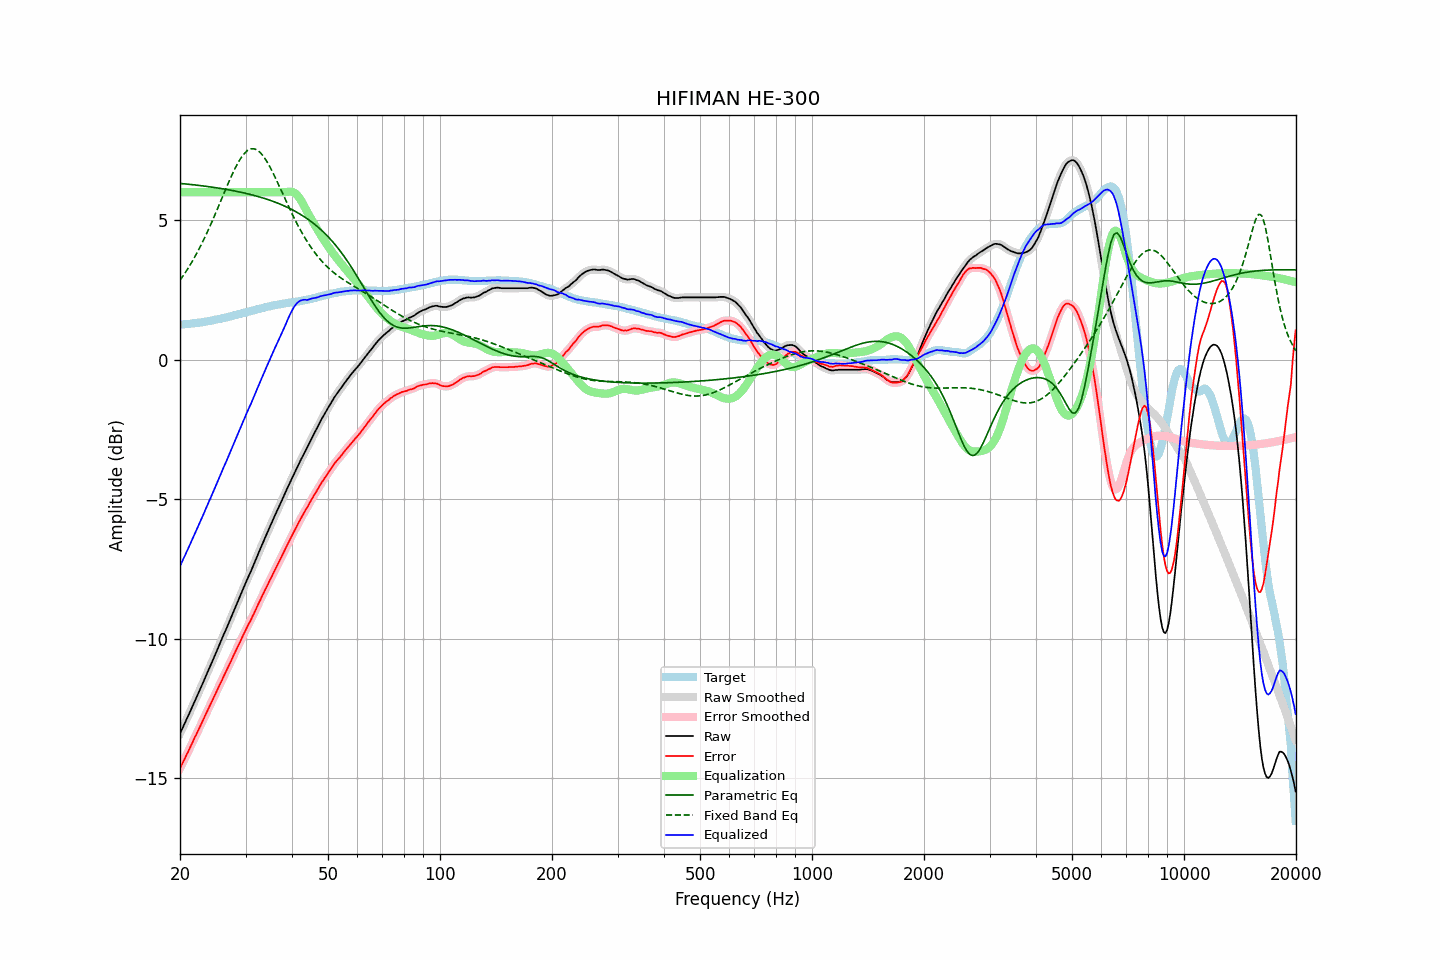 HIFIMAN HE-300
Amplitude (dBr)
5
0
−5
−10
−15
Target
Raw Smoothed
Error Smoothed
Raw
Error
Equalization
Parametric Eq
Fixed Band Eq
Equalized
20 50 100 200 500 1000 2000 5000 10000 20000
Frequency (Hz)